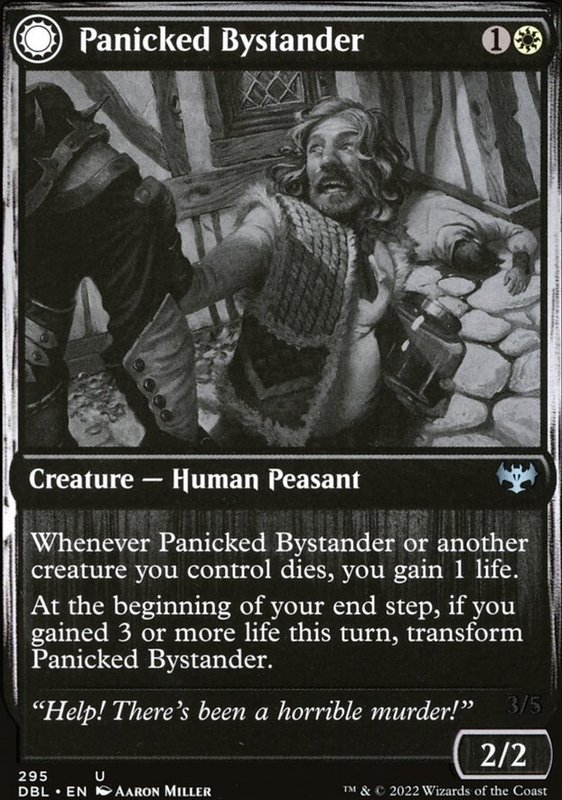 Panicked Bystander 1
Creature — Human Peasant
Whenever Panicked Bystander or another
creature you control dies, you gain 1 life.
At the beginning of your end step, if you
gained 3 or more life this turn, transform
Panicked Bystander.
“Help! There’s been a horrible murder!”
3/5
2/2
295 U
DBL • EN AARON MILLER
™ & © 2022 Wizards of the Coast